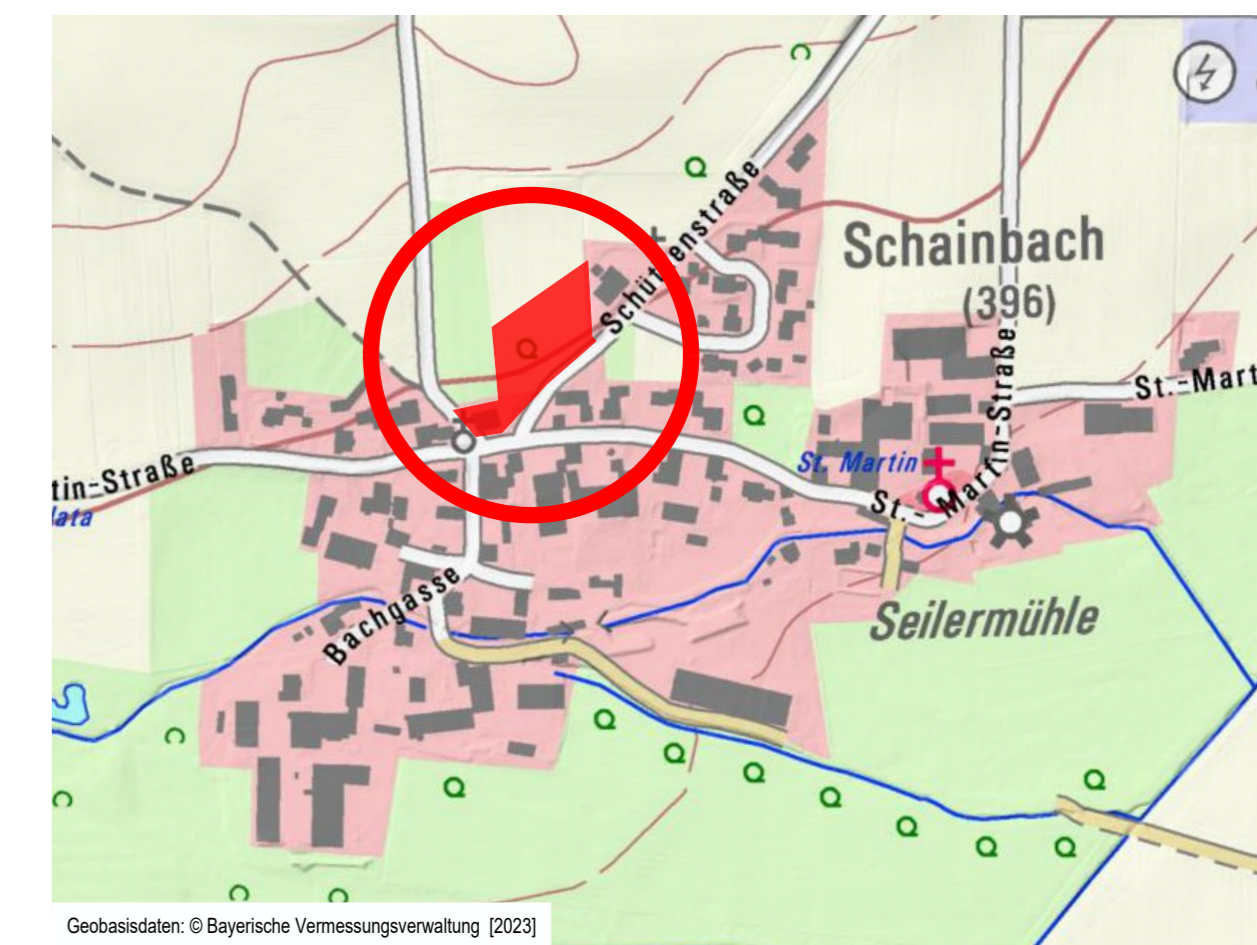 Schützenstraße
Schainbach
(396)
St.-Mart
tin-Straße
lata
St. Martin
St.- Martin-Straße
Bachgasse
Seilermühle
Geobasisdaten: © Bayerische Vermessungsverwaltung [2023]